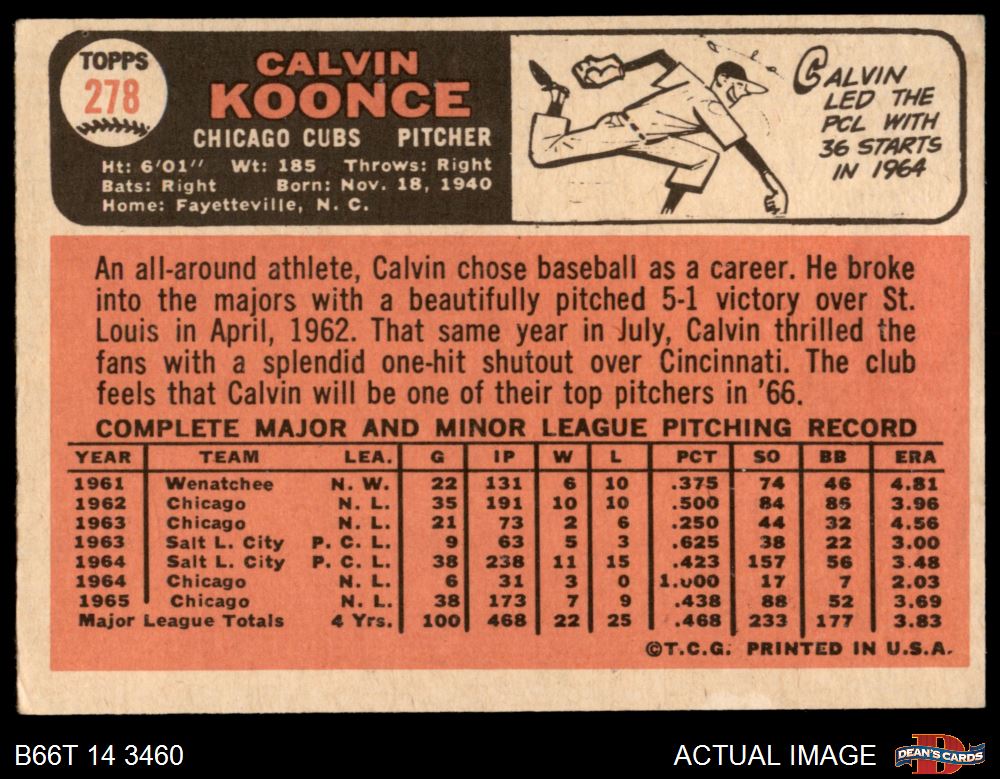 TOPPS
278
CALVIN
KOONCE
CHICAGO CUBS PITCHER
Ht: 6'01" Wt: 185 Throws: Right
Bats: Right Born: Nov. 18, 1940
Home: Fayetteville, N. C.
CALVIN
LED THE
PCL WITH
36 STARTS
IN 1964
An all-around athlete, Calvin chose baseball as a career. He broke
into the majors with a beautifully pitched 5-1 victory over St.
Louis in April, 1962. That same year in July, Calvin thrilled the
fans with a splendid one-hit shutout over Cincinnati. The club
feels that Calvin will be one of their top pitchers in '66.
COMPLETE MAJOR AND MINOR LEAGUE PITCHING RECORD
YEAR TEAM LEA. G IP W L PCT SO BB ERA
1961 Wenatchee N. W. 22 131 6 10 .375 74 46 4.81
1962 Chicago N. L. 35 191 10 10 .500 84 86 3.96
1963 Chicago N. L. 21 73 2 6 .250 44 32 4.56
1963 Salt L. City P. C. L. 9 63 5 3 .625 38 22 3.00
1964 Salt L. City P. C. L. 38 238 11 15 .423 157 56 3.48
1964 Chicago N. L. 6 31 3 0 1.000 17 7 2.03
1965 Chicago N. L. 38 173 7 9 .438 88 52 3.69
Major League Totals 4 Yrs. 100 468 22 25 .468 233 177 3.83
©T.C.G. PRINTED IN U.S.A.
B66T 14 3460 ACTUAL IMAGE DEAN'S CARDS